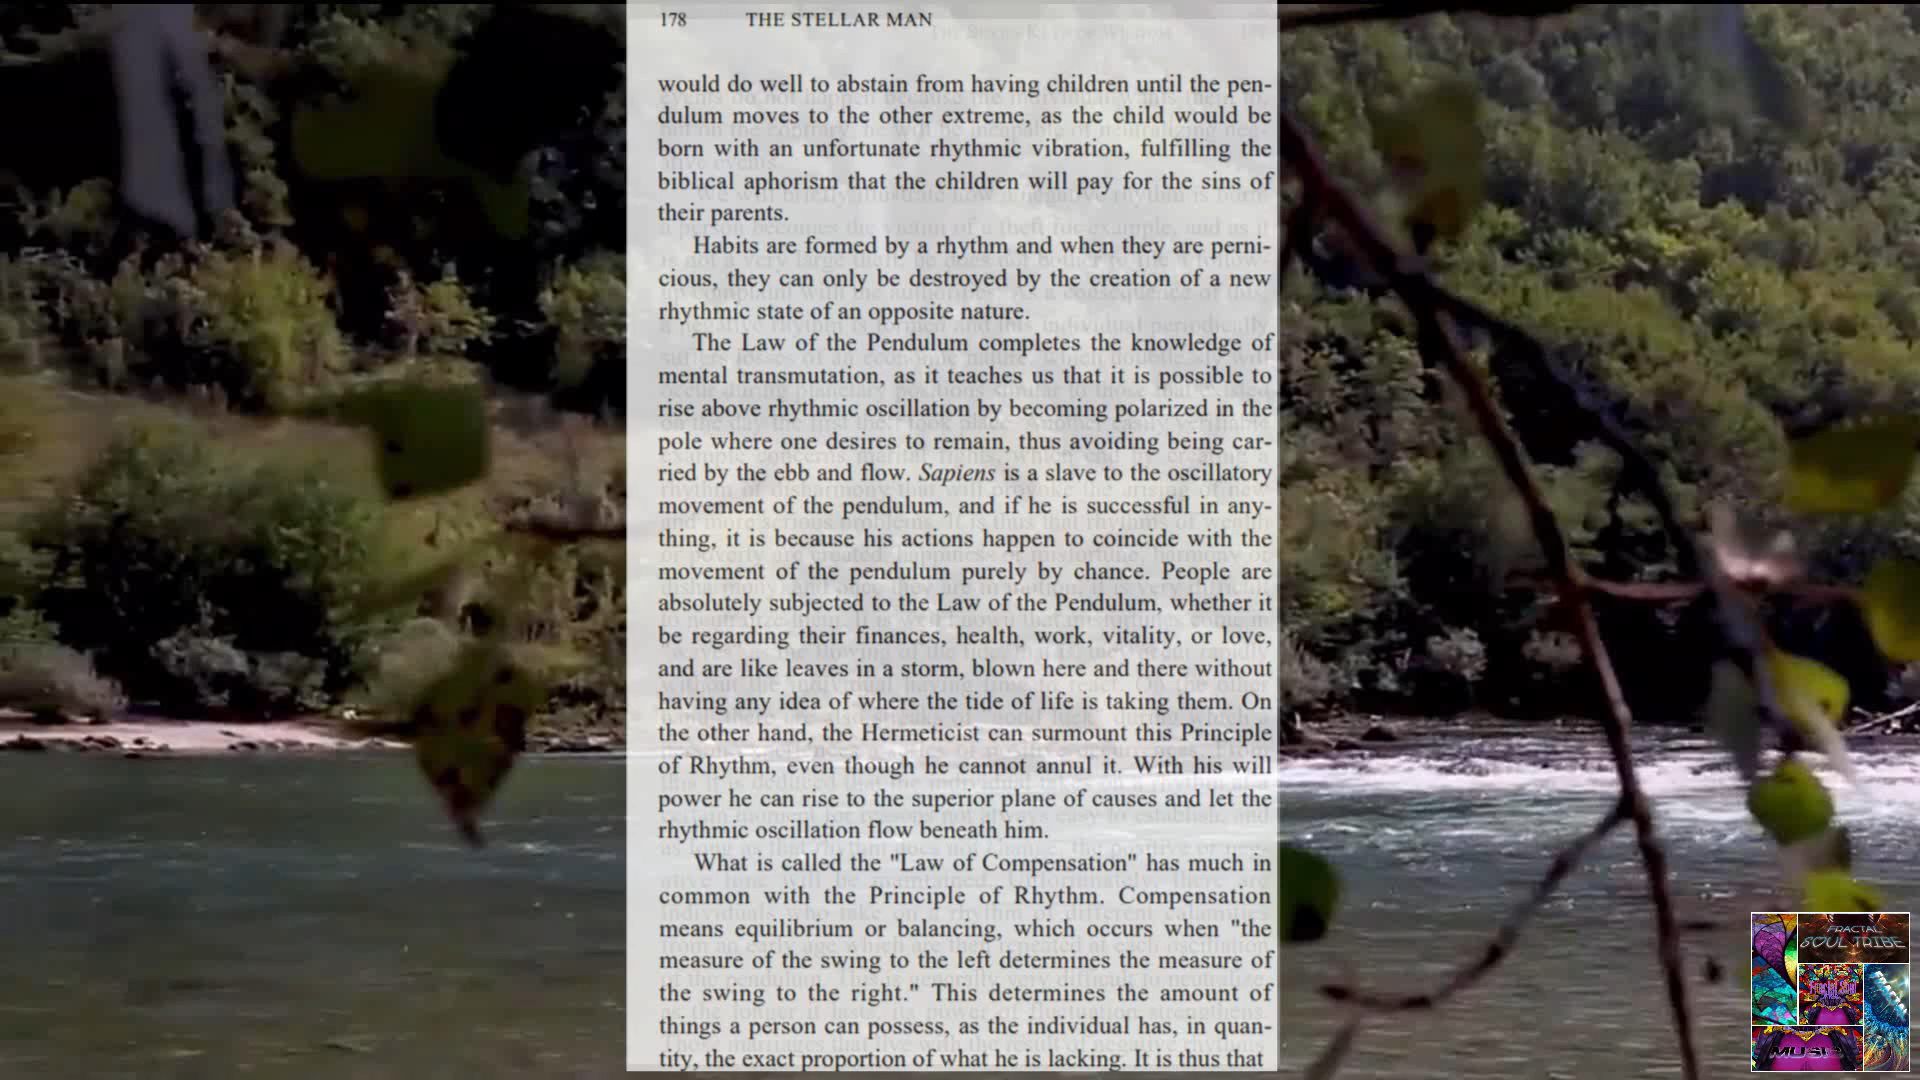 178 THE STELLAR MAN
would do well to abstain from having children until the pen-
dulum moves to the other extreme, as the child would be
born with an unfortunate rhythmic vibration, fulfilling the
biblical aphorism that the children will pay for the sins of
their parents.
Habits are formed by a rhythm and when they are perni-
cious, they can only be destroyed by the creation of a new
rhythmic state of an opposite nature.
The Law of the Pendulum completes the knowledge of
mental transmutation, as it teaches us that it is possible to
rise above rhythmic oscillation by becoming polarized in the
pole where one desires to remain, thus avoiding being car-
ried by the ebb and flow. Sapiens is a slave to the oscillatory
movement of the pendulum, and if he is successful in any-
thing, it is because his actions happen to coincide with the
movement of the pendulum purely by chance. People are
absolutely subjected to the Law of the Pendulum, whether it
be regarding their finances, health, work, vitality, or love,
and are like leaves in a storm, blown here and there without
having any idea of where the tide of life is taking them. On
the other hand, the Hermeticist can surmount this Principle
of Rhythm, even though he cannot annul it. With his will
power he can rise to the superior plane of causes and let the
rhythmic oscillation flow beneath him.
What is called the "Law of Compensation" has much in
common with the Principle of Rhythm. Compensation
means equilibrium or balancing, which occurs when "the
measure of the swing to the left determines the measure of
the swing to the right." This determines the amount of
things a person can possess, as the individual has, in quan-
tity, the exact proportion of what he is lacking. It is thus that
FRACTAL
SOUL TRIBE
Fractal Soul
MUSIC